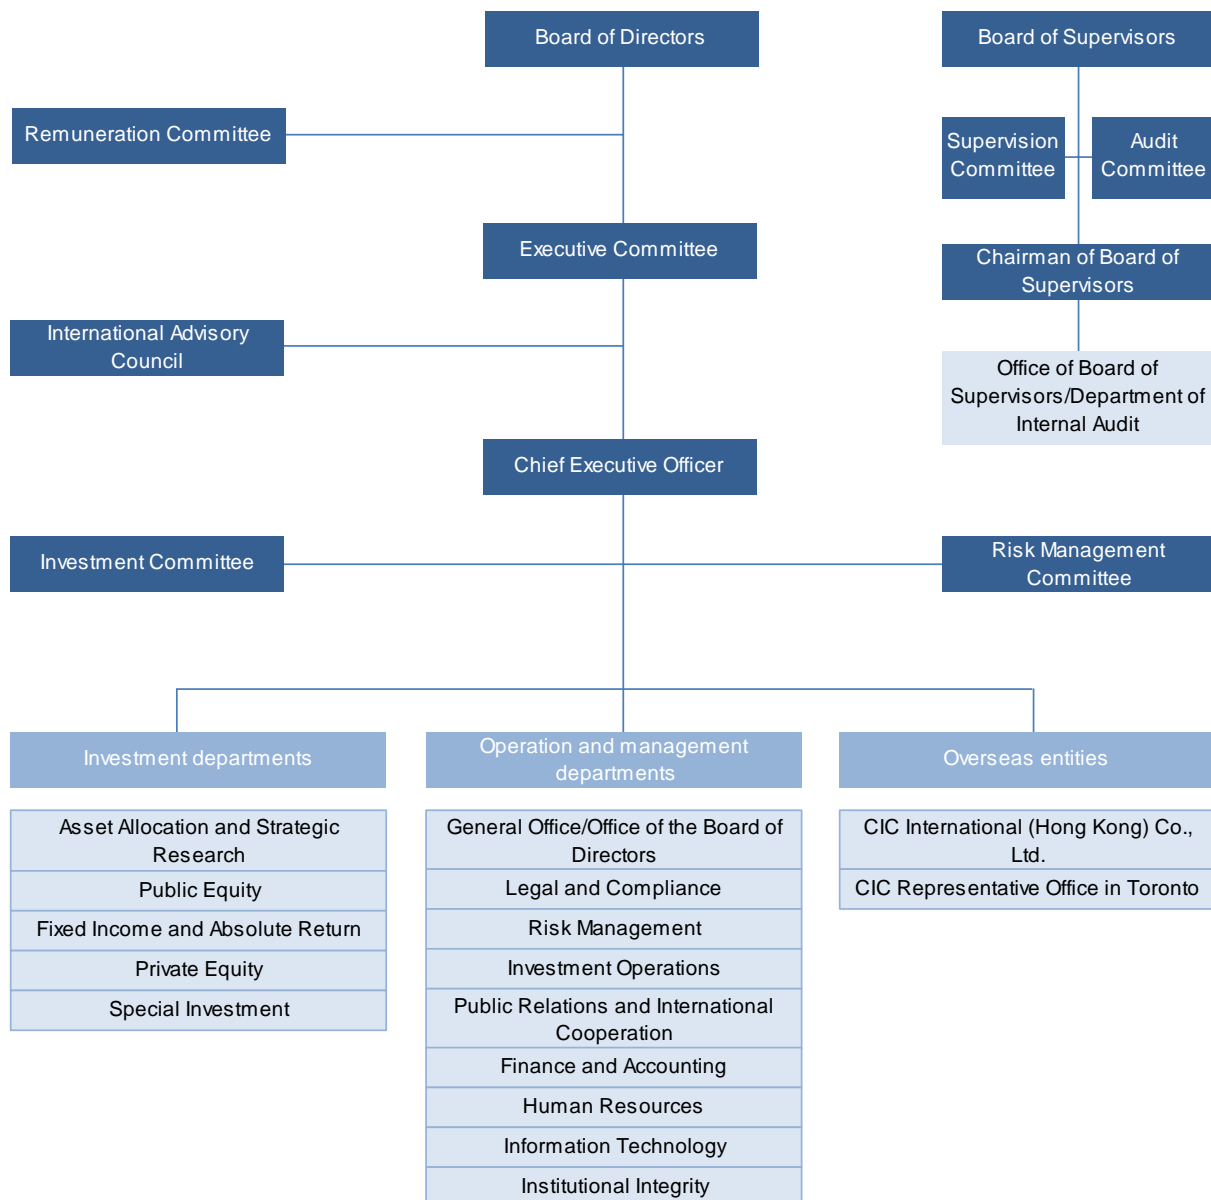 Board of Directors
Board of Supervisors
Remuneration Committee
Supervision
Committee
Audit
Committee
Executive Committee
Chairman of Board of
Supervisors
International Advisory
Council
Office of Board of
Supervisors/Department of
Internal Audit
Chief Executive Officer
Investment Committee
Risk Management
Committee
Investment departments
Operation and management
departments
Overseas entities
Asset Allocation and Strategic
Research
Public Equity
Fixed Income and Absolute Return
Private Equity
Special Investment
General Office/Office of the Board of
Directors
Legal and Compliance
Risk Management
Investment Operations
Public Relations and International
Cooperation
Finance and Accounting
Human Resources
Information Technology
Institutional Integrity
CIC International (Hong Kong) Co.,
Ltd.
CIC Representative Office in Toronto